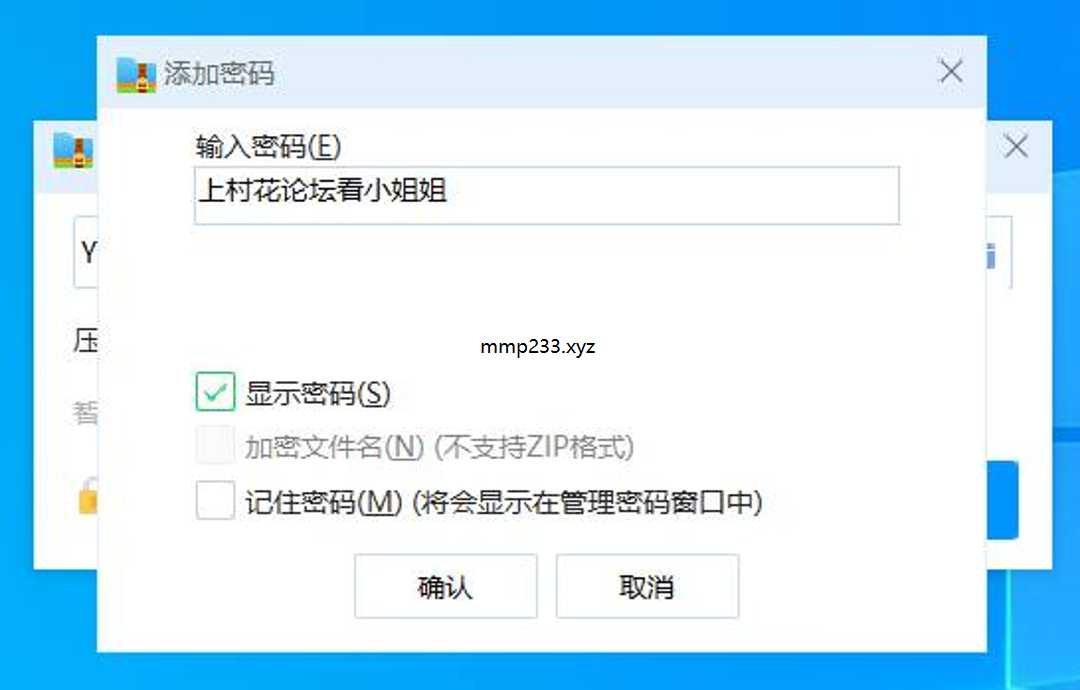 添加密码
输入密码(E)
上村花论坛看小姐姐
Y
压
mmp233.xyz
显示密码(S)
暂
加密文件名(N) (不支持ZIP格式)
记住密码(M) (将会显示在管理密码窗口中)
确认
取消